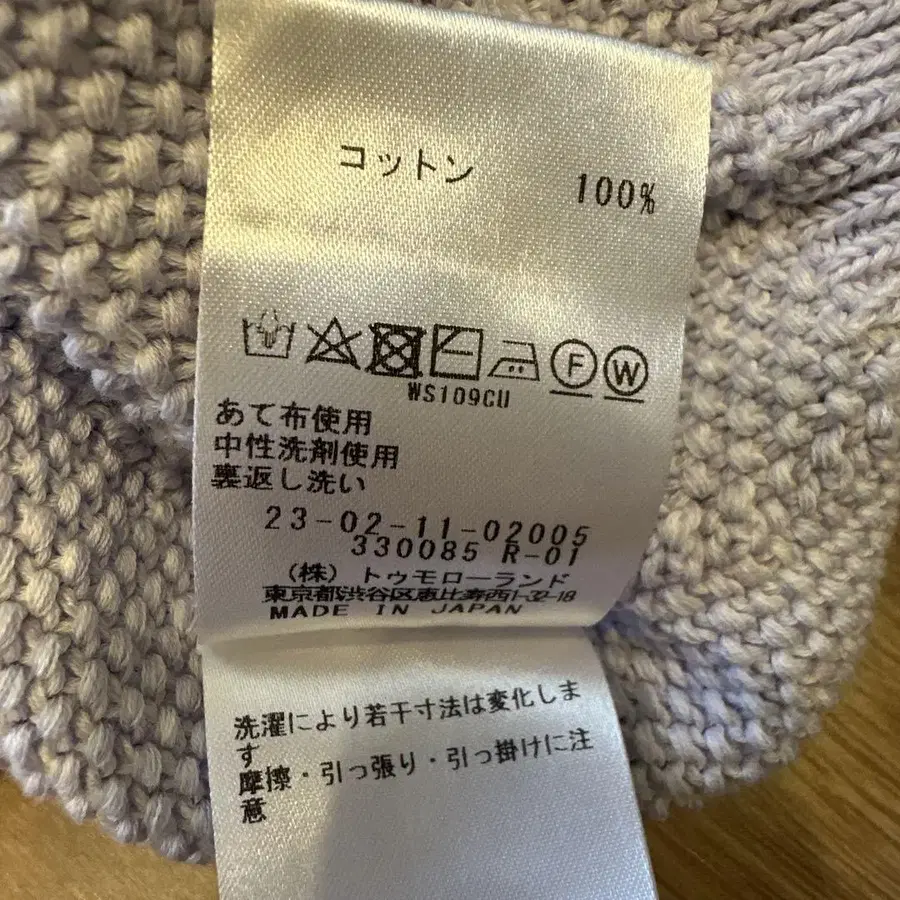 コットン 100%
F W
WS109CU
あて布使用
中性洗剤使用
裏返し洗い
23-02-11-02005
330085 R-01
(株) トゥモローランド
東京都渋谷区恵比寿西1-32-18
MADE IN JAPAN
洗濯により若干寸法は変化しま
す
摩擦・引っ張り・引っ掛けに注
意